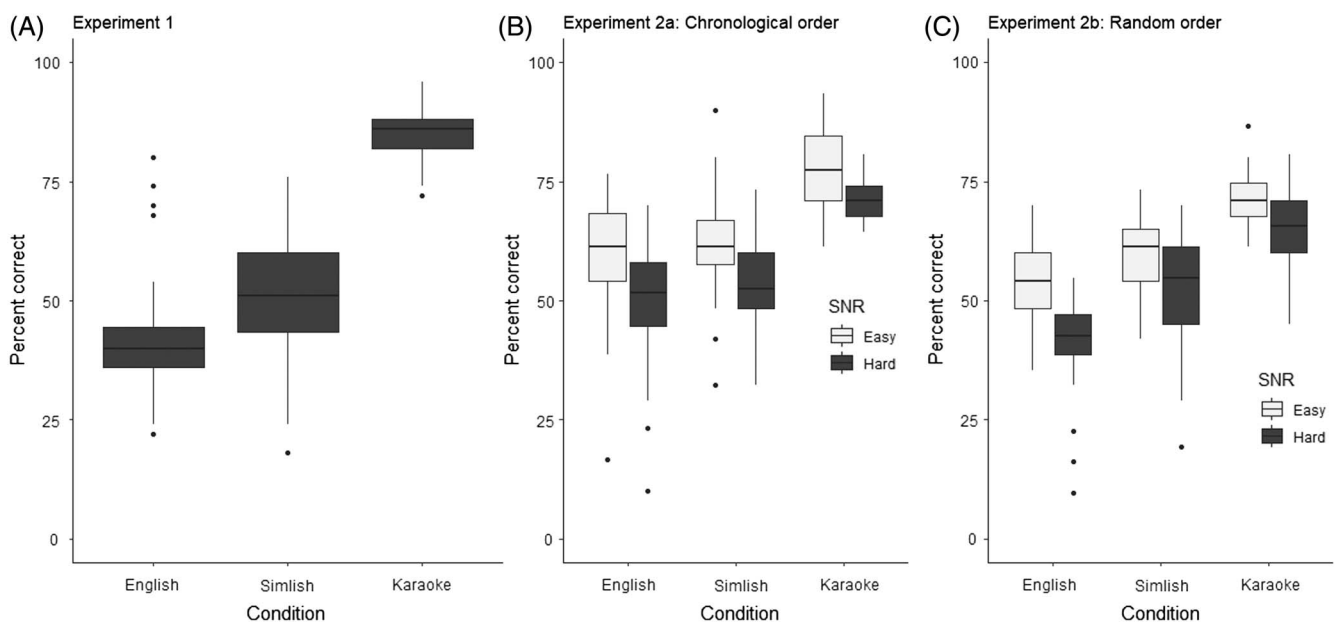 (A) Experiment 1
100
75
50
25
0
Percent correct
English Simlish Karaoke
Condition
(B) Experiment 2a: Chronological order
100
75
50
25
0
Percent correct
SNR
Easy
Hard
English Simlish Karaoke
Condition
(C) Experiment 2b: Random order
100
75
50
25
0
Percent correct
SNR
Easy
Hard
English Simlish Karaoke
Condition